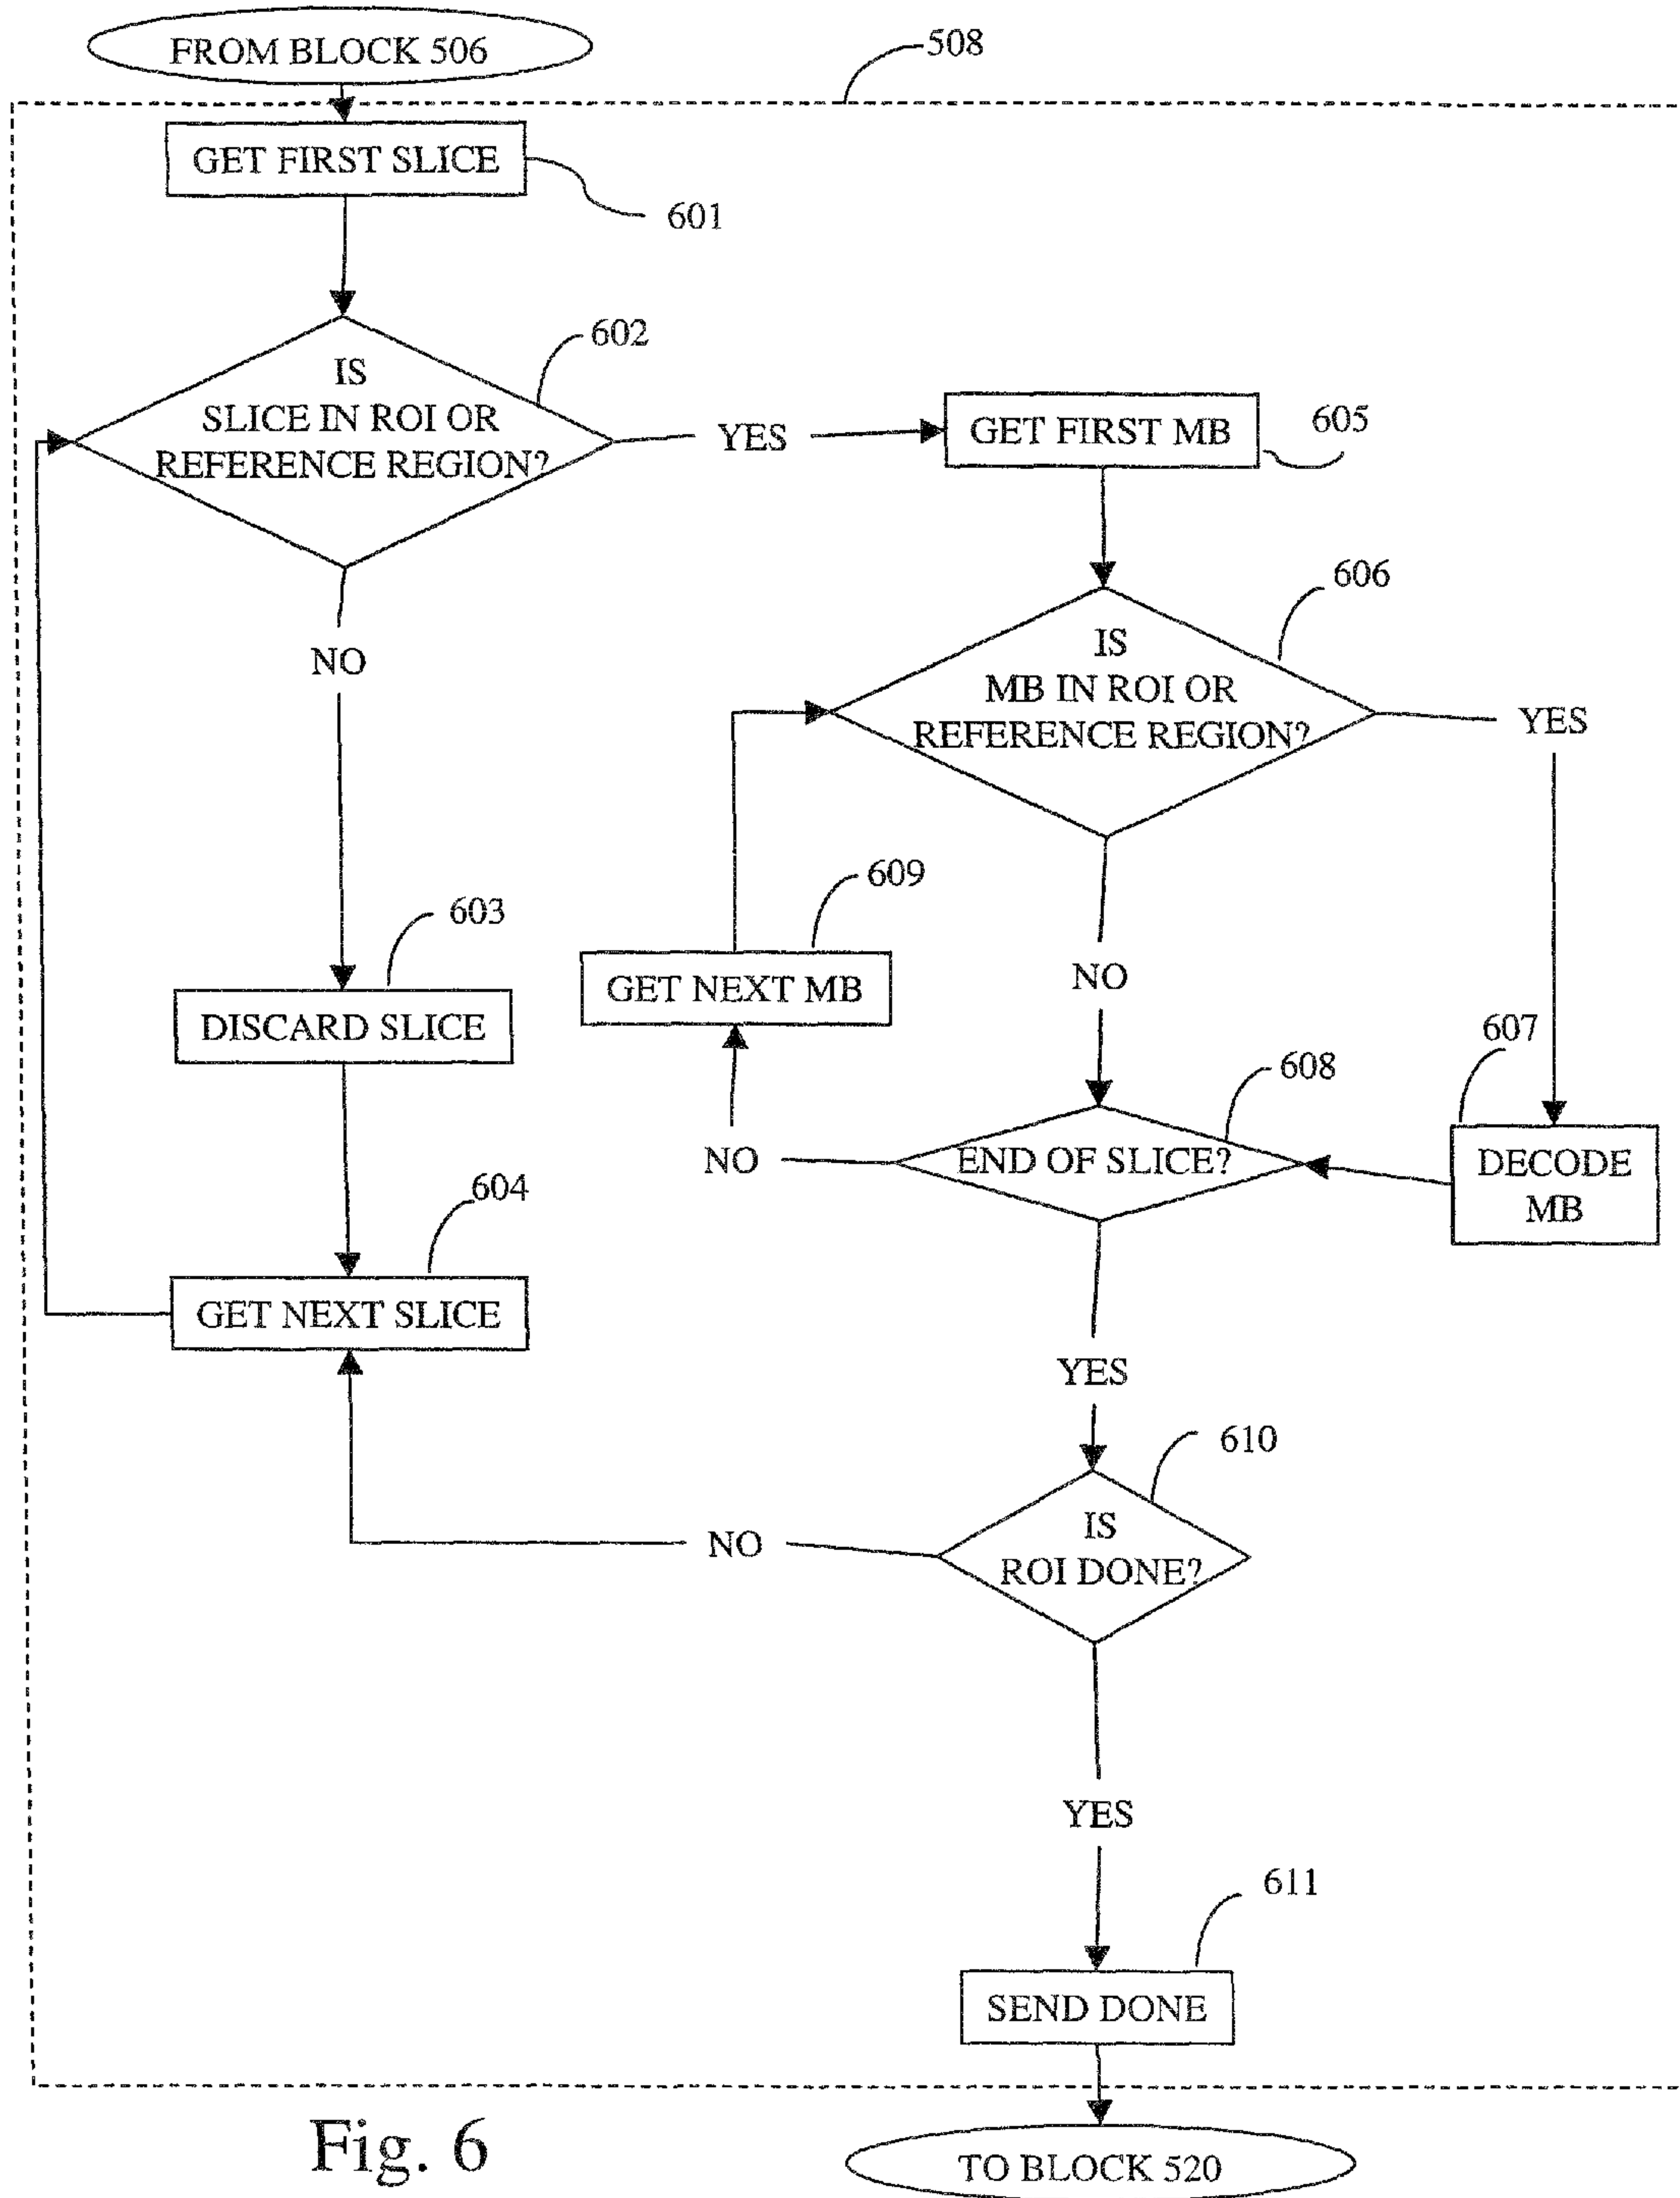 FROM BLOCK 506
508
GET FIRST SLICE
601
602
IS
SLICE IN ROI OR
REFERENCE REGION?
YES
GET FIRST MB
605
606
IS
MB IN ROI OR
REFERENCE REGION?
YES
NO
609
603
GET NEXT MB
NO
DISCARD SLICE
607
608
DECODE
MB
END OF SLICE?
NO
604
GET NEXT SLICE
YES
610
IS
ROI DONE?
NO
YES
611
SEND DONE
Fig. 6
TO BLOCK 520